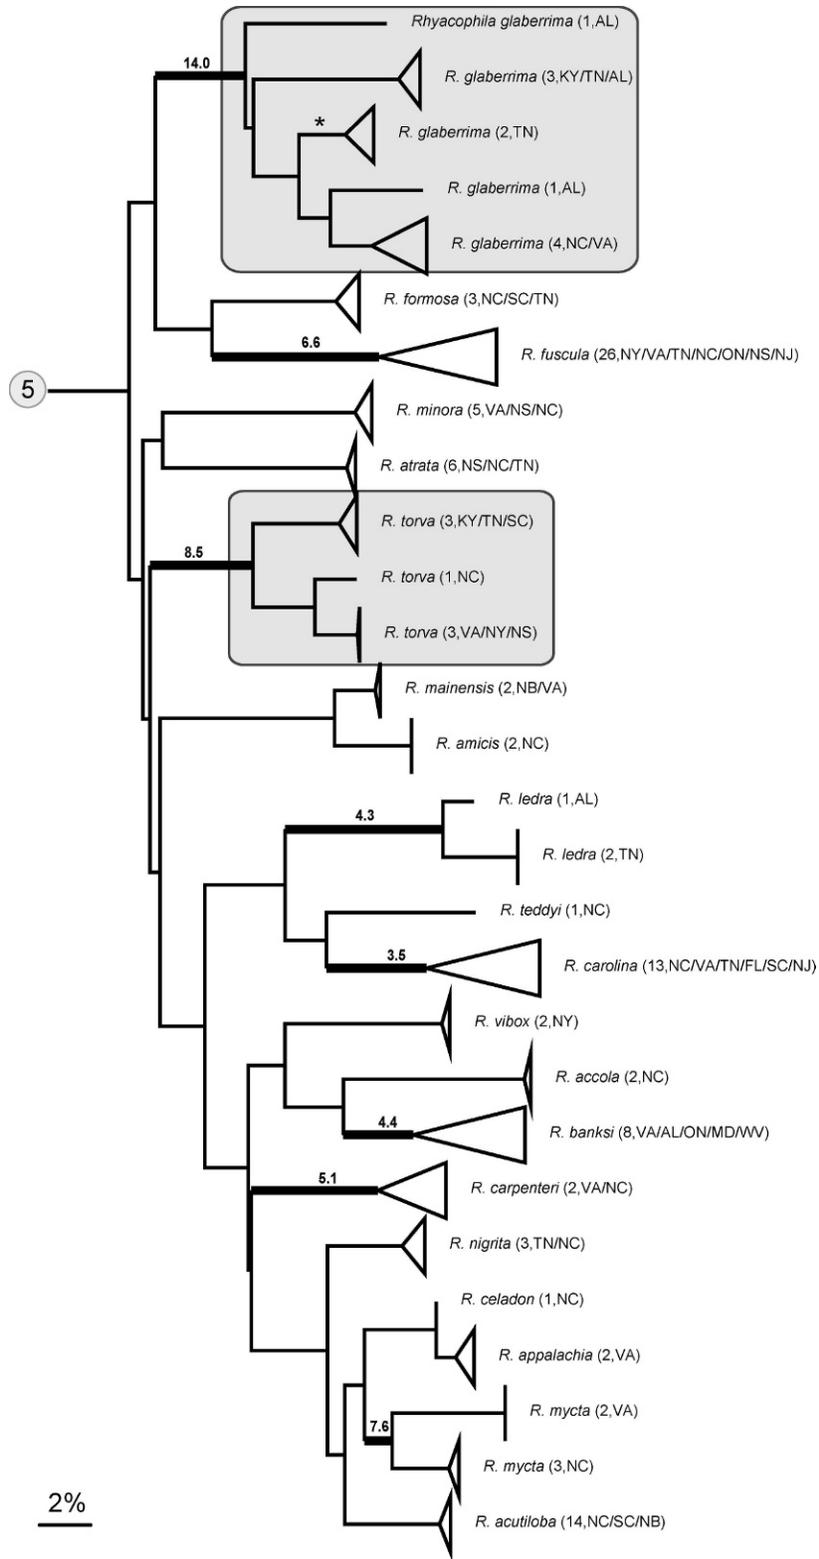 Rhyacophila glaberrima (1,AL)
14.0
R. glaberrima (3,KY/TN/AL)
*
R. glaberrima (2,TN)
R. glaberrima (1,AL)
R. glaberrima (4,NC/VA)
R. formosa (3,NC/SC/TN)
6.6
R. fuscula (26,NY/VA/TN/NC/ON/NS/NJ)
5
R. minora (5,VA/NS/NC)
R. atrata (6,NS/NC/TN)
R. torva (3,KY/TN/SC)
8.5
R. torva (1,NC)
R. torva (3,VA/NY/NS)
R. mainensis (2,NB/VA)
R. amicis (2,NC)
R. ledra (1,AL)
4.3
R. ledra (2,TN)
R. teddyi (1,NC)
3.5
R. carolina (13,NC/VA/TN/FL/SC/NJ)
R. vibox (2,NY)
R. accola (2,NC)
4.4
R. banksi (8,VA/AL/ON/MD/WV)
5.1
R. carpenteri (2,VA/NC)
R. nigrita (3,TN/NC)
R. celadon (1,NC)
R. appalachia (2,VA)
R. mycta (2,VA)
7.6
R. mycta (3,NC)
2%
R. acutiloba (14,NC/SC/NB)